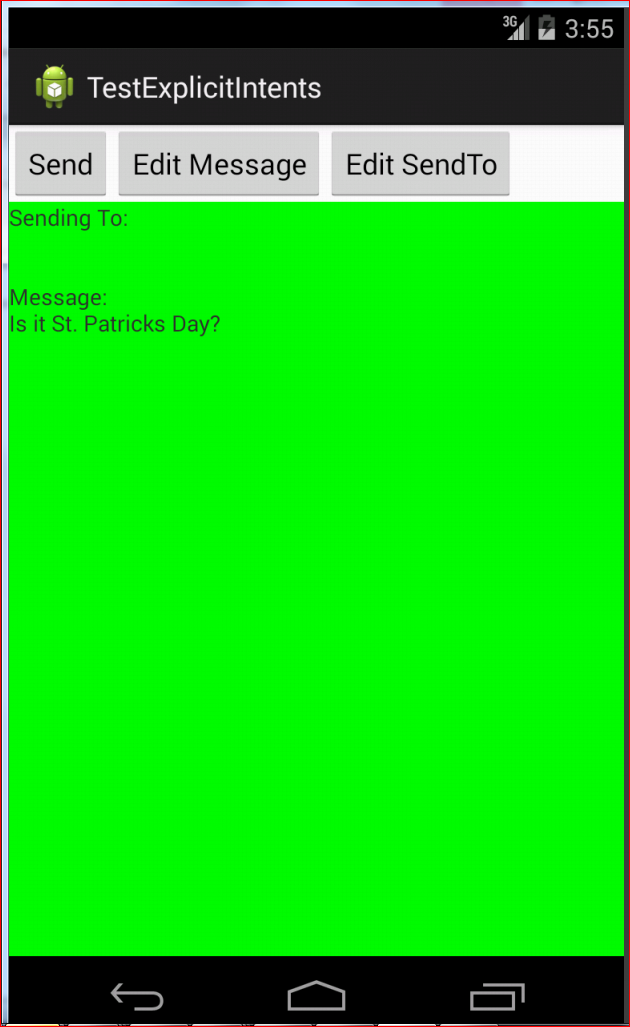 3G 3:55
TestExplicitIntents
Send Edit Message Edit SendTo
Sending To:
Message:
Is it St. Patricks Day?